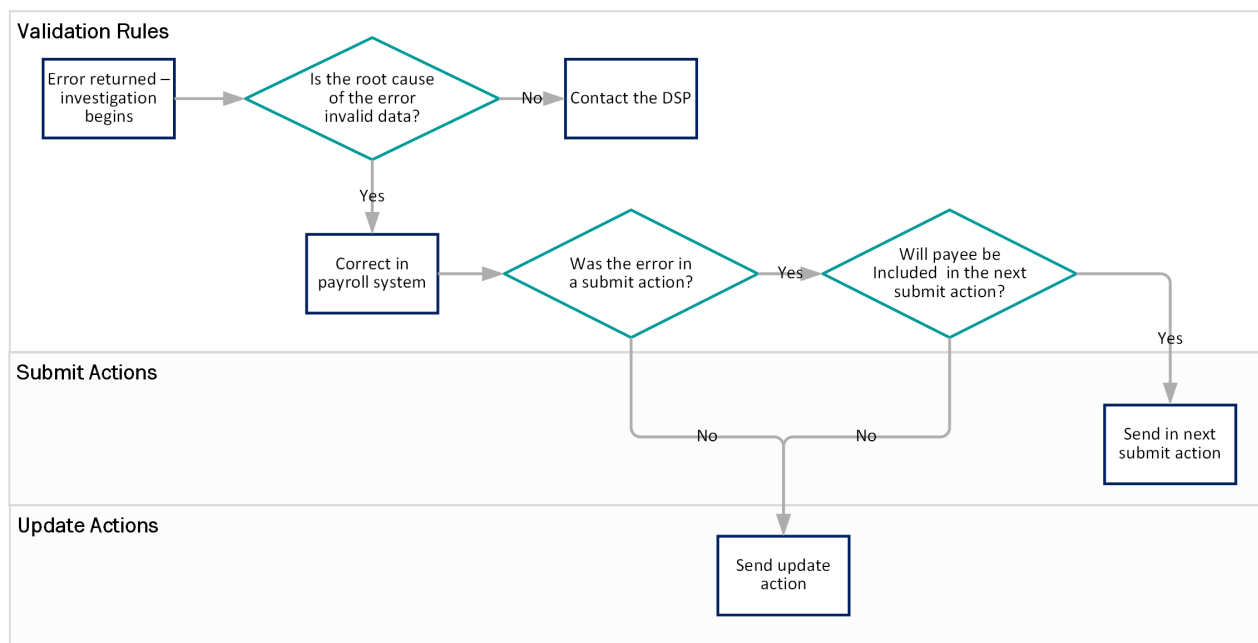 Validation Rules
Error returned –
investigation
begins
Is the root cause
of the error
invalid data?
No
Contact the DSP
Yes
Correct in
payroll system
Was the error in
a submit action?
Yes
Will payee be
Included  in the next
submit action?
Yes
Submit Actions
No
No
Send in next
submit action
Update Actions
Send update
action